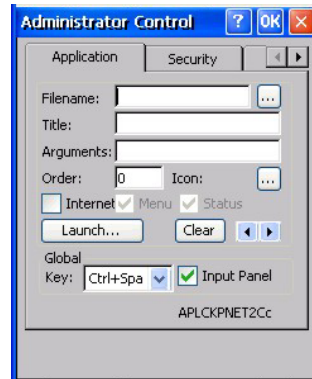 Administrator Control ? OK
Application Security
Filename: ...
Title:
Arguments:
Order: 0 Icon: ...
Internet Menu Status
Launch... Clear
Global
Key: Ctrl+Spa Input Panel
APLCKPNET2Cc